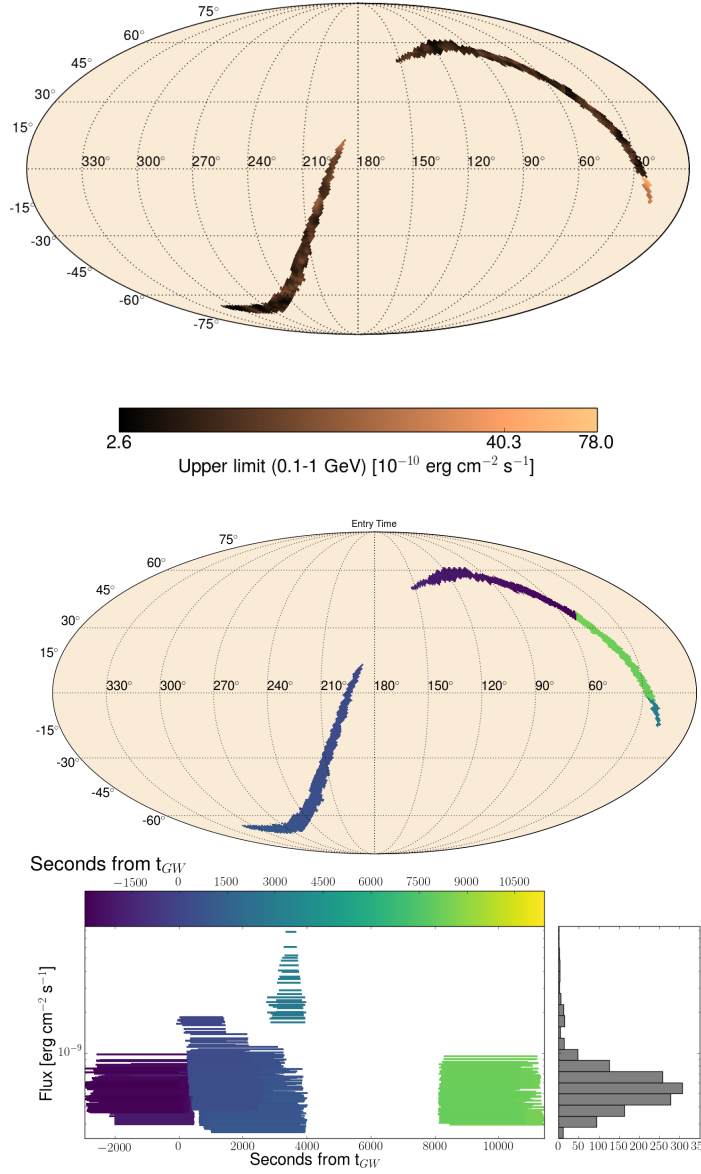 75°
60°
45°
30°
15°
330° 300° 270° 240° 210° 180° 150° 120° 90° 60° 30°
-15°
-30°
-45°
-60°
-75°
2.6 40.3 78.0
Upper limit (0.1-1 GeV) [10⁻¹⁰ erg cm⁻² s⁻¹]
Entry Time
75°
60°
45°
30°
15°
330° 300° 270° 240° 210° 180° 150° 120° 90° 60°
-15°
-30°
-45°
-60°
Seconds from t_GW
−1500 0 1500 3000 4500 6000 7500 9000 10500
Flux [erg cm⁻² s⁻¹]
10⁻⁹
−2000 0 2000 4000 6000 8000 10000
0 50 100 150 200 250 300 35
Seconds from t_GW